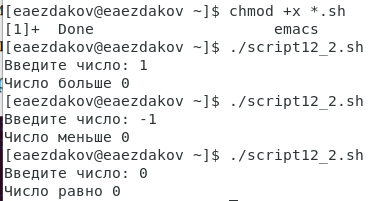 [eaezdakov@eaezdakov ~]$ chmod +x *.sh
[1]+  Done                    emacs
[eaezdakov@eaezdakov ~]$ ./script12_2.sh
Введите число: 1
Число больше 0
[eaezdakov@eaezdakov ~]$ ./script12_2.sh
Введите число: -1
Число меньше 0
[eaezdakov@eaezdakov ~]$ ./script12_2.sh
Введите число: 0
Число равно 0